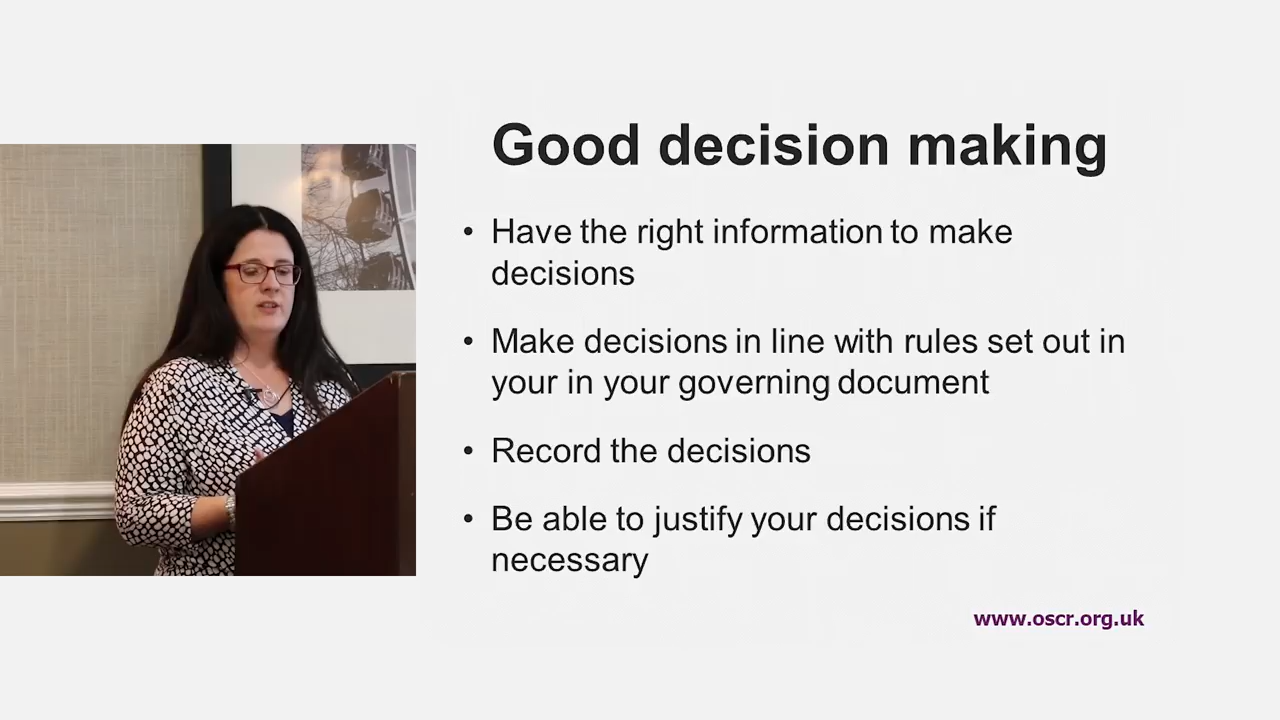 Good decision making
• Have the right information to make
decisions
• Make decisions in line with rules set out in
your in your governing document
• Record the decisions
• Be able to justify your decisions if
necessary
www.oscr.org.uk